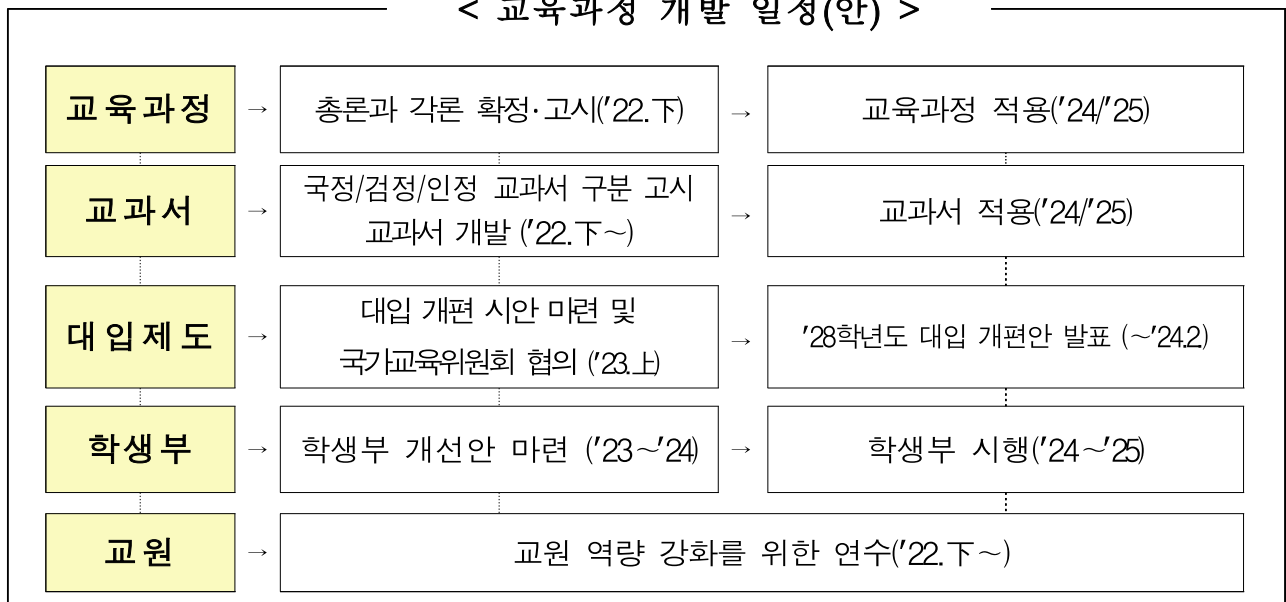 < 교육과정 개발 일정(안) >
교육과정 → 총론과 각론 확정·고시('22.下) → 교육과정 적용('24/'25)
교과서 → 국정/검정/인정 교과서 구분 고시
교과서 개발 ('22.下~) → 교과서 적용('24/'25)
대입제도 → 대입 개편 시안 마련 및
국가교육위원회 협의 ('23.上) → '28학년도 대입 개편안 발표 (~'24.2)
학생부 → 학생부 개선안 마련 ('23~'24) → 학생부 시행('24~'25)
교원 → 교원 역량 강화를 위한 연수('22.下~)